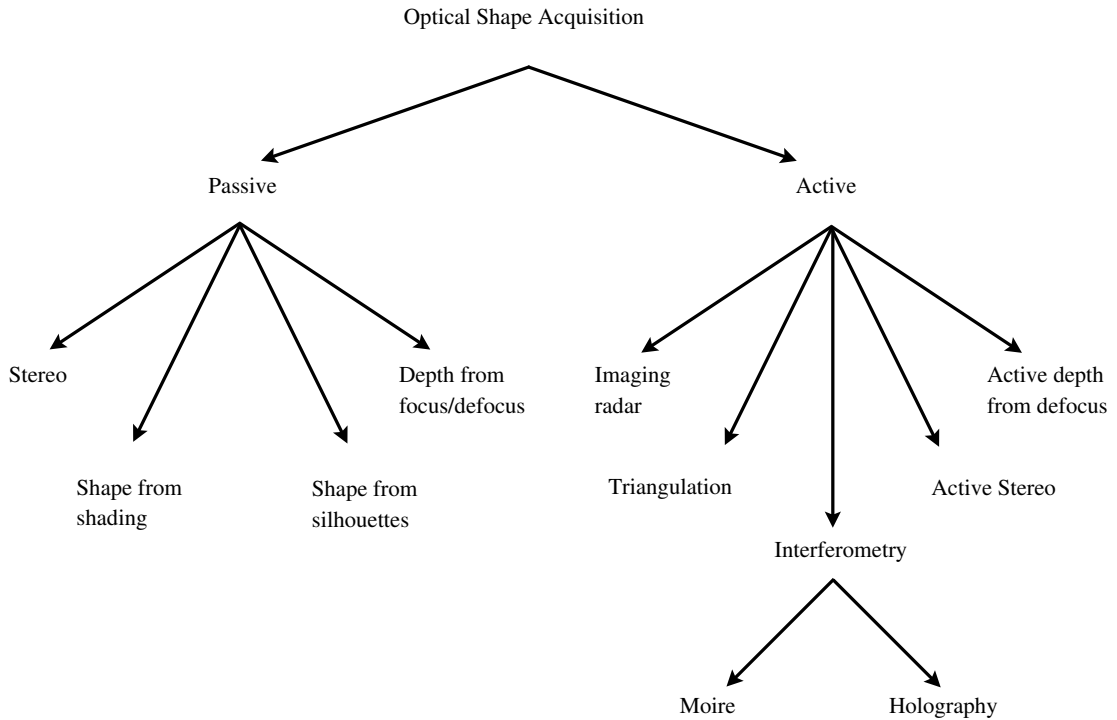 Optical Shape Acquisition
Passive
Active
Stereo
Depth from
focus/defocus
Shape from
shading
Shape from
silhouettes
Imaging
radar
Active depth
from defocus
Triangulation
Active Stereo
Interferometry
Moire
Holography